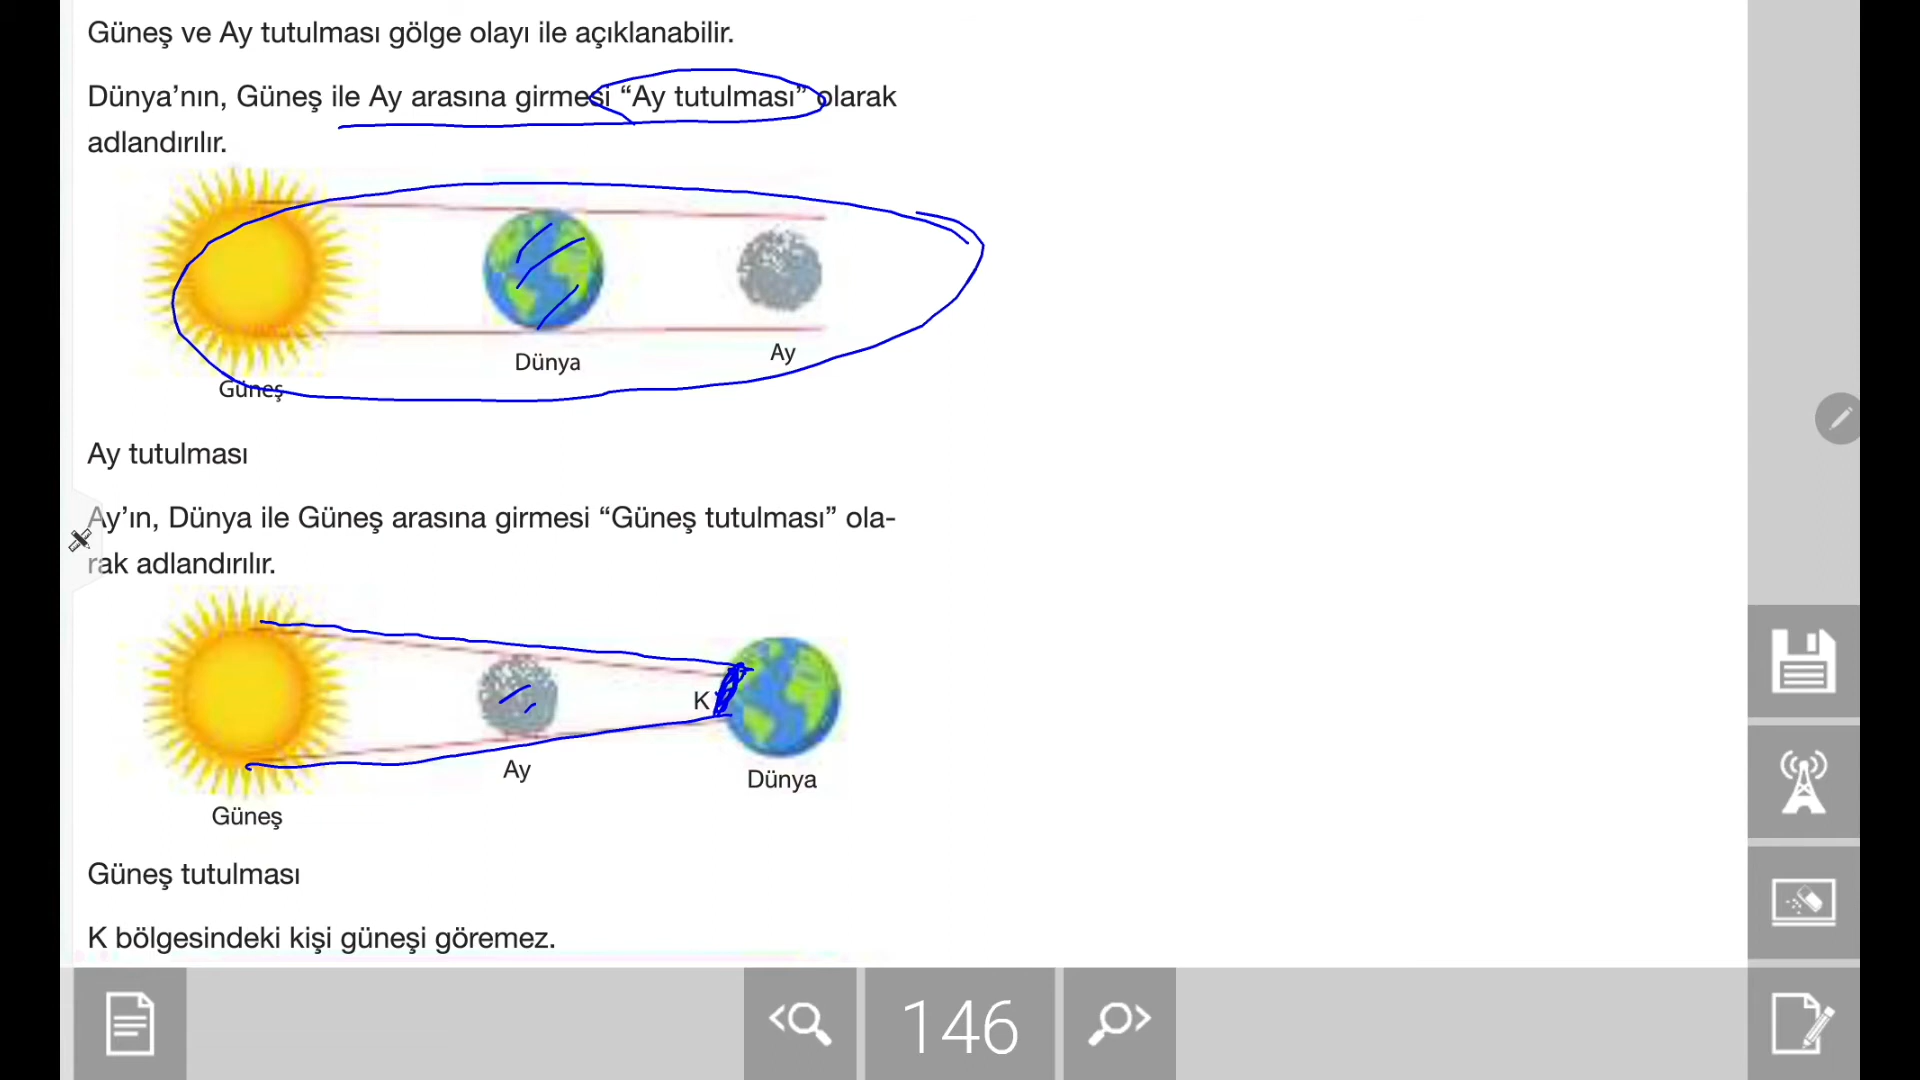 Güneş ve Ay tutulması gölge olayı ile açıklanabilir.
Dünya’nın, Güneş ile Ay arasına girmesi “Ay tutulması” olarak
adlandırılır.
Güneş
Dünya
Ay
Ay tutulması
Ay’ın, Dünya ile Güneş arasına girmesi “Güneş tutulması” ola-
rak adlandırılır.
K
Güneş
Ay
Dünya
Güneş tutulması
K bölgesindeki kişi güneşi göremez.
146